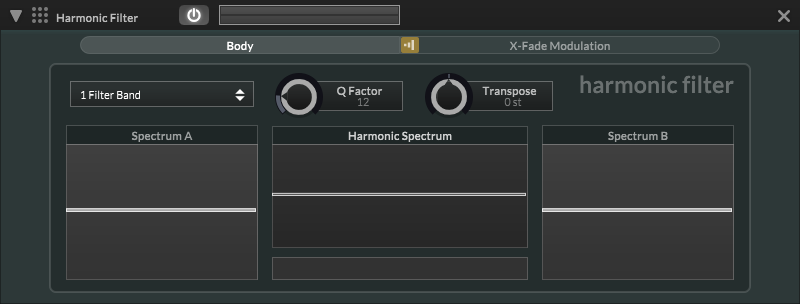 Harmonic Filter
Body
X-Fade Modulation
1 Filter Band
Q Factor
12
Transpose
0 st
harmonic filter
Spectrum A
Harmonic Spectrum
Spectrum B